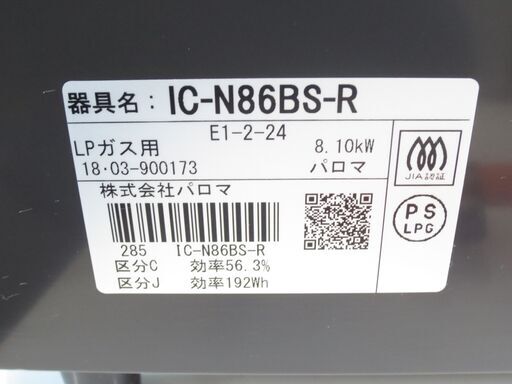 器具名：IC-N86BS-R
E1-2-24
LPガス用 8.10kW
18・03-900173 パロマ
株式会社パロマ
285 IC-N86BS-R
区分C 効率56.3%
区分J 効率192Wh
JIA認証
PS
LPG